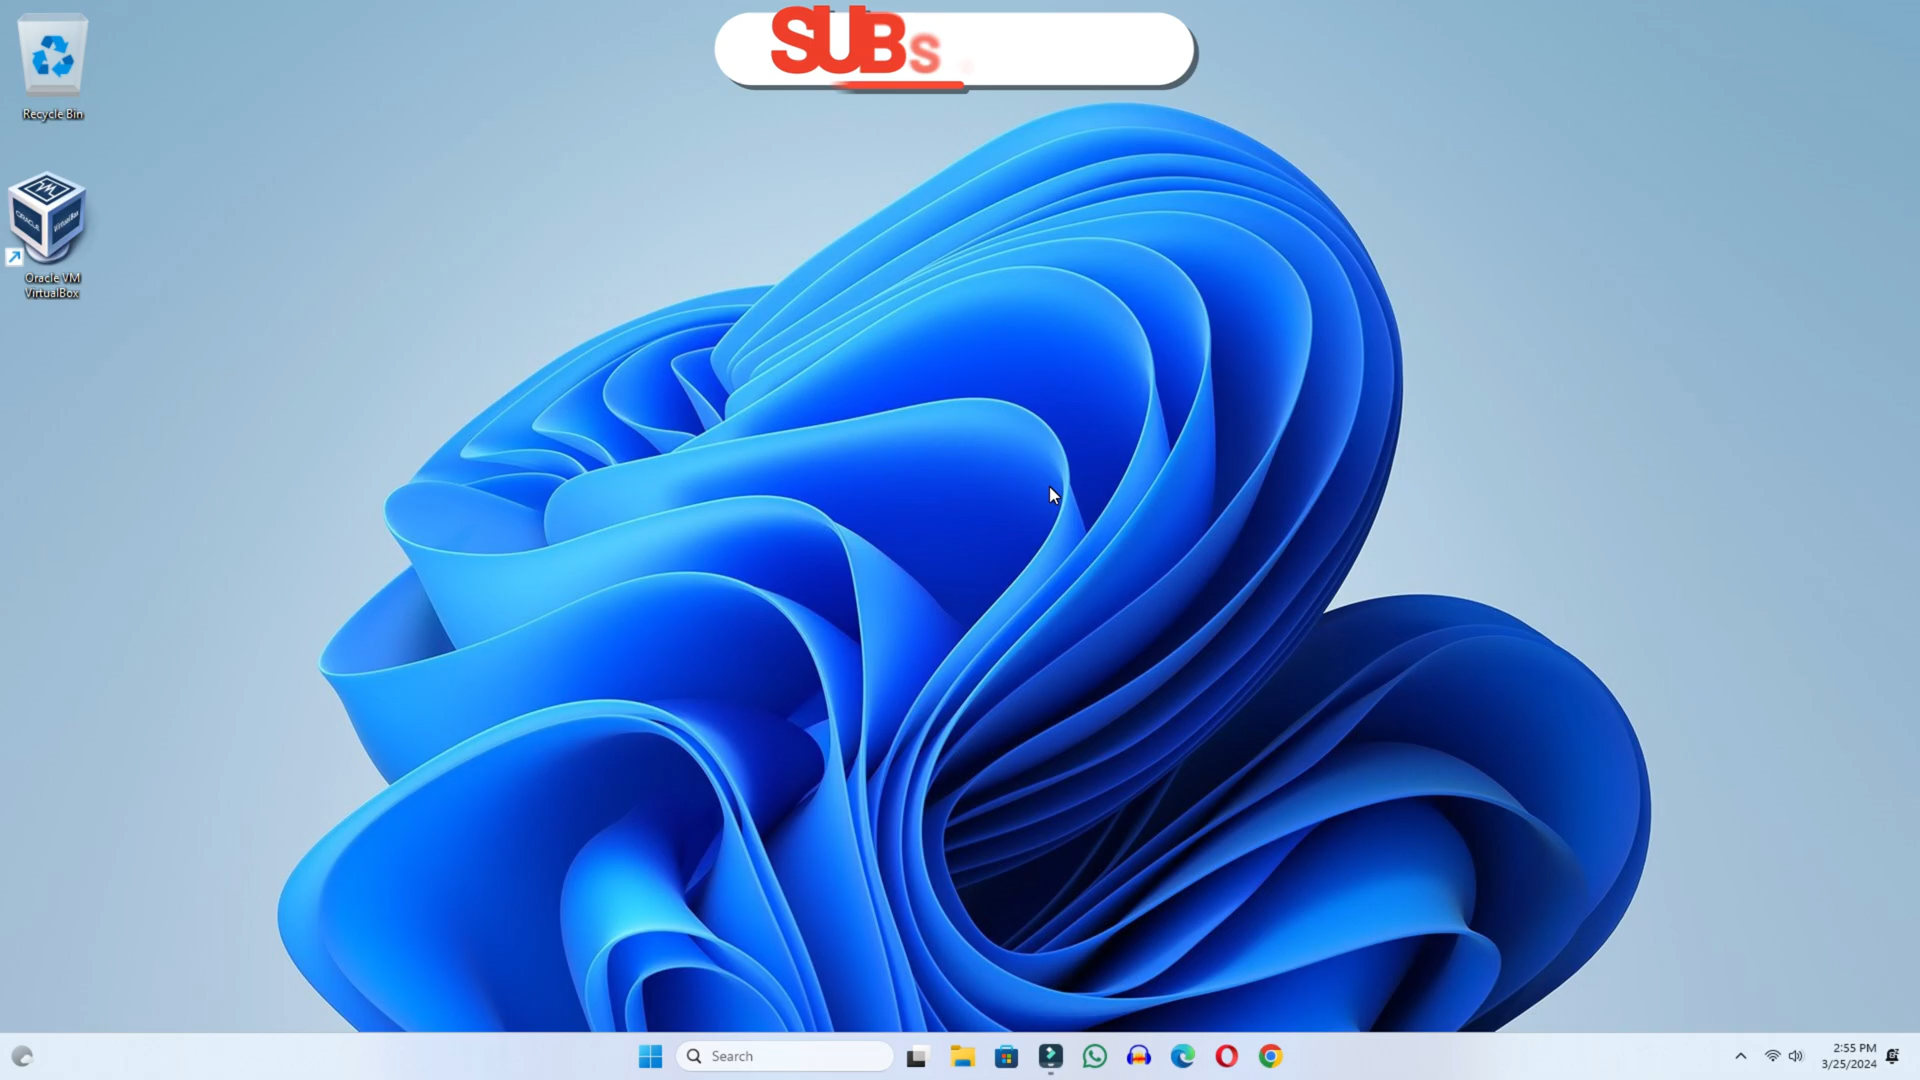 SUBS
Recycle Bin
Oracle VM
VirtualBox
Search
2:55 PM
3/25/2024